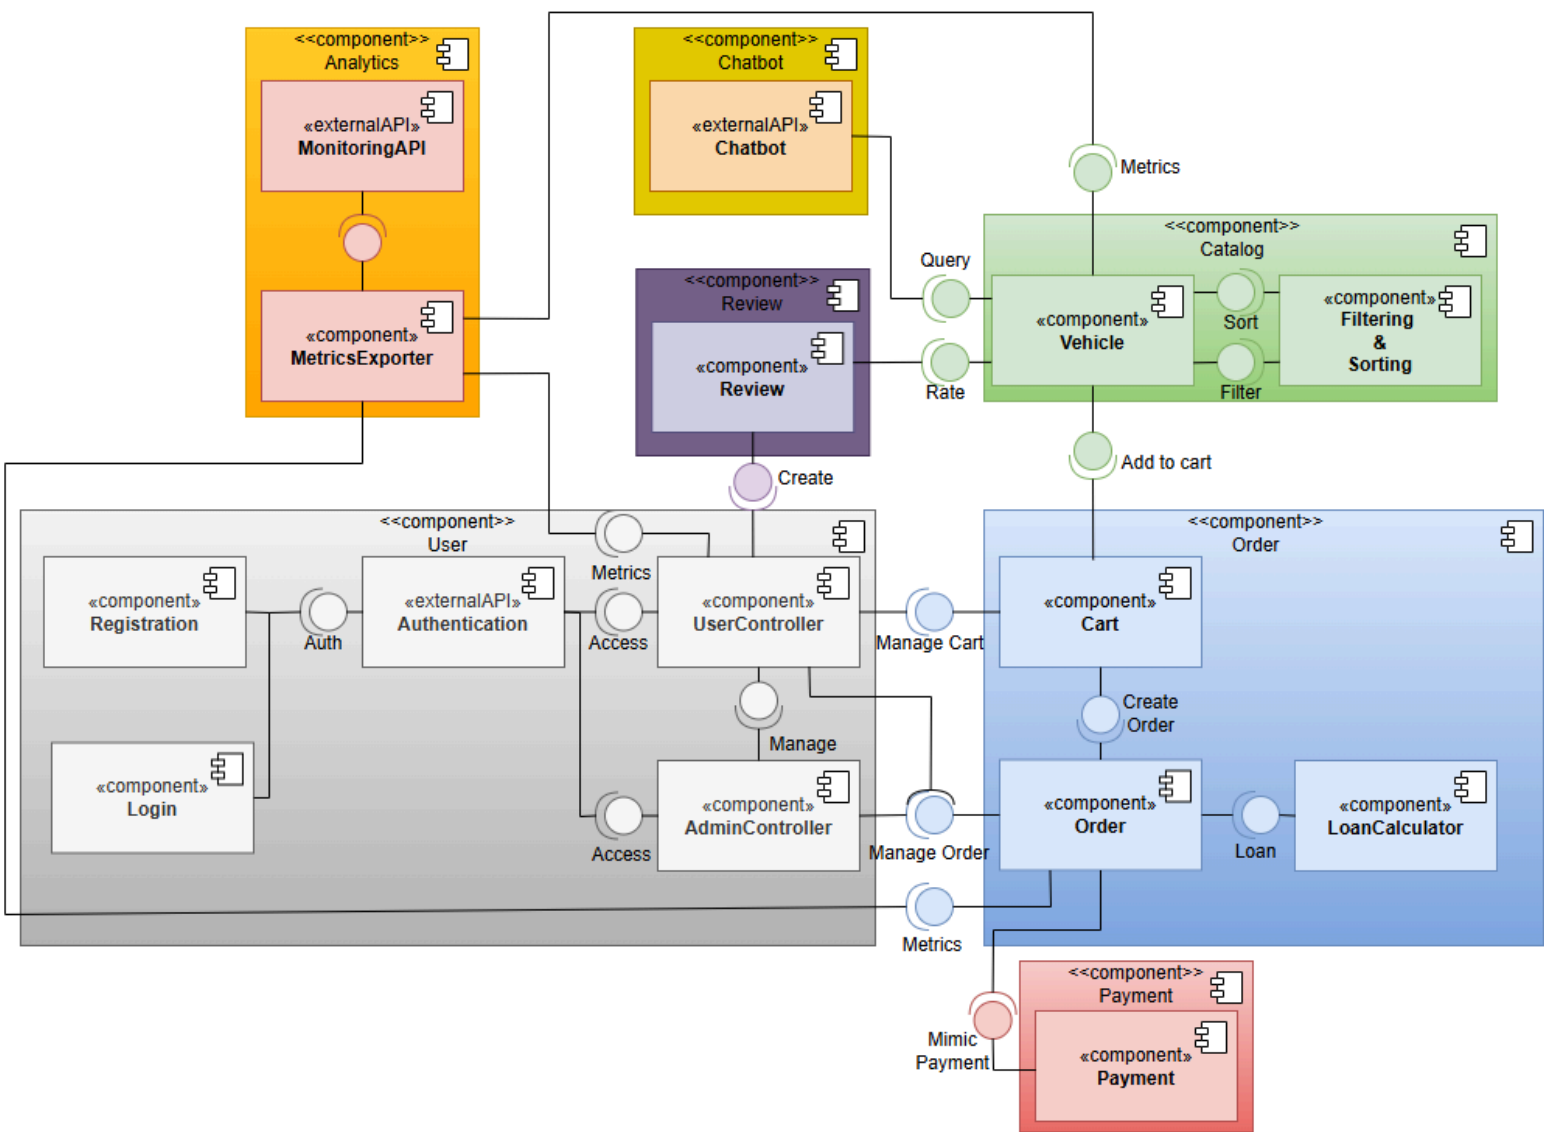 <<component>>
Analytics
«externalAPI»
MonitoringAPI
«component»
MetricsExporter
<<component>>
Chatbot
«externalAPI»
Chatbot
Metrics
<<component>>
Catalog
Query
«component»
Vehicle
Sort
Filter
«component»
Filtering
&
Sorting
Rate
<<component>>
Review
«component»
Review
Create
Add to cart
<<component>>
User
Metrics
«component»
Registration
Auth
«externalAPI»
Authentication
Access
«component»
UserController
Manage
«component»
Login
Access
«component»
AdminController
Manage Cart
Manage Order
Metrics
<<component>>
Order
«component»
Cart
Create
Order
«component»
Order
Loan
«component»
LoanCalculator
Mimic
Payment
<<component>>
Payment
«component»
Payment